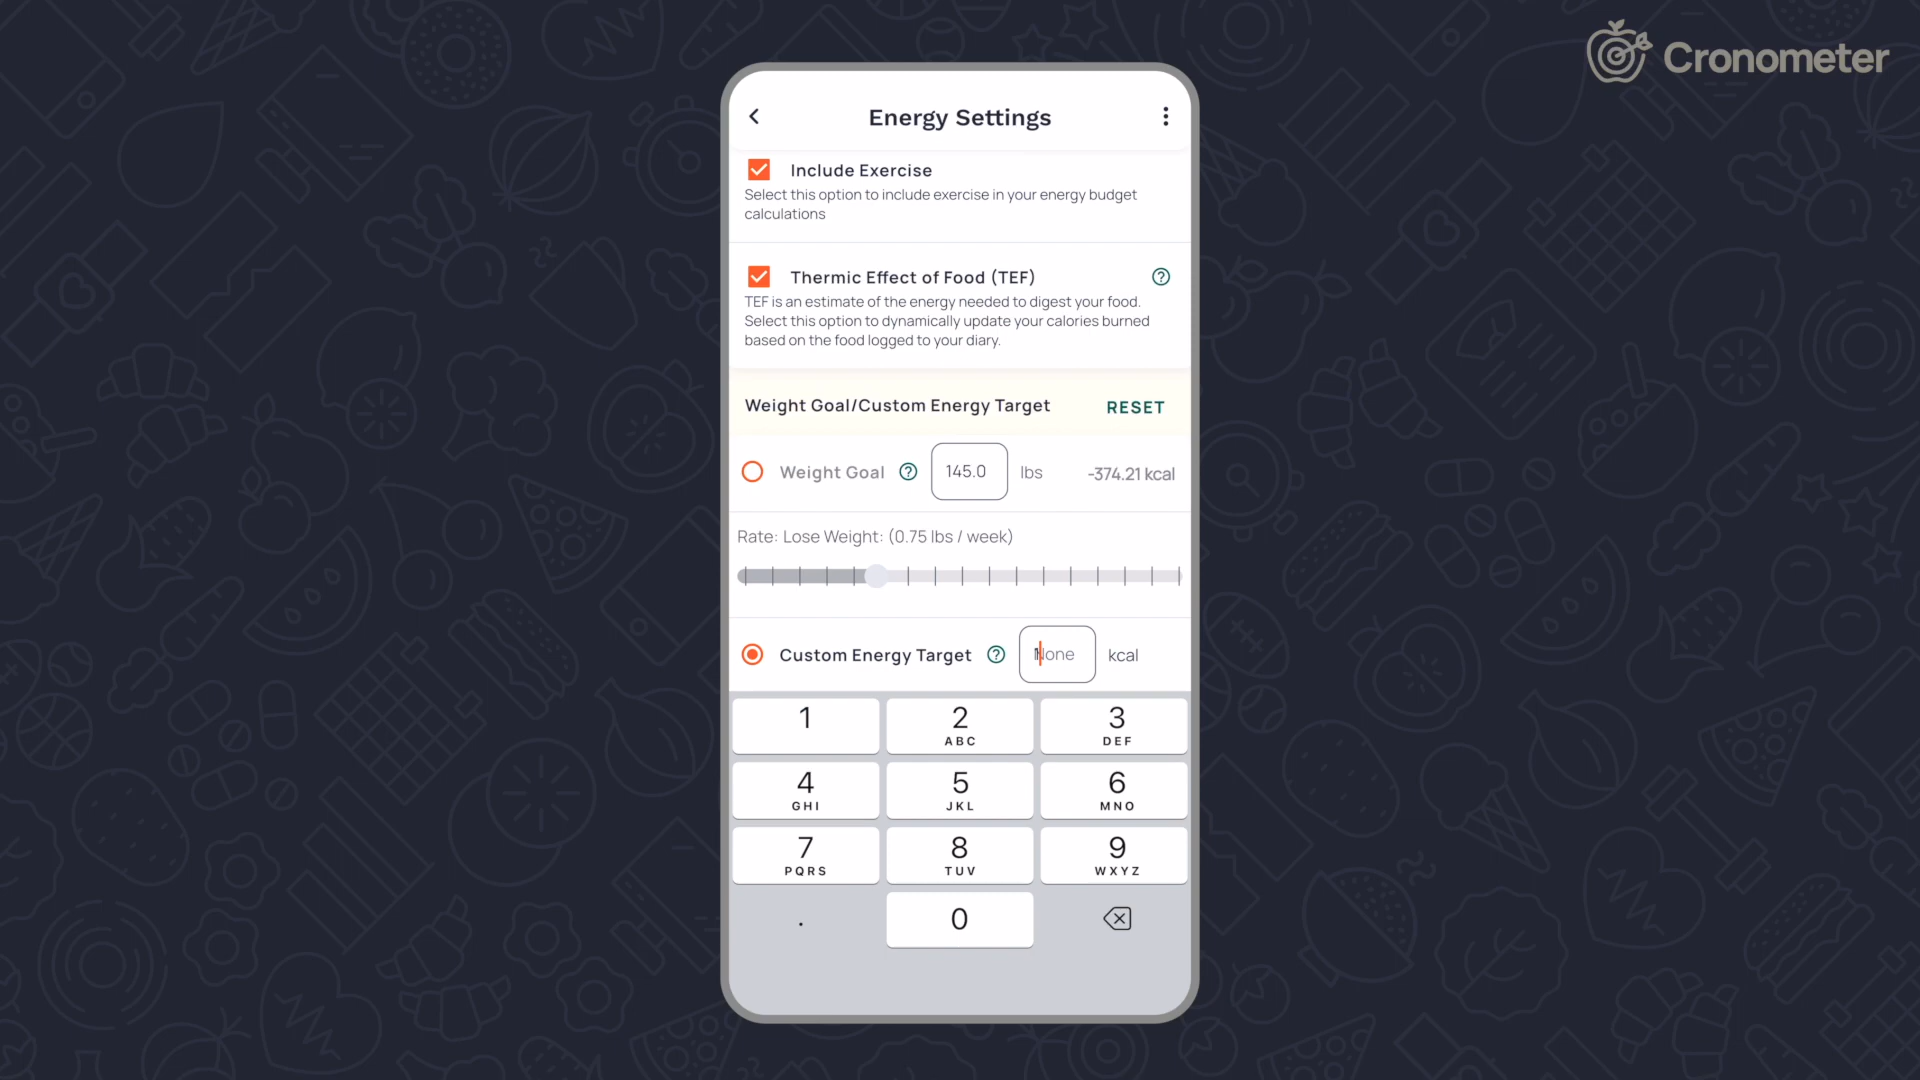 Cronometer
Energy Settings
Include Exercise
Select this option to include exercise in your energy budget
calculations
Thermic Effect of Food (TEF)
TEF is an estimate of the energy needed to digest your food.
Select this option to dynamically update your calories burned
based on the food logged to your diary.
Weight Goal/Custom Energy Target RESET
Weight Goal ? 145.0 lbs -374.21 kcal
Rate: Lose Weight: (0.75 lbs / week)
Custom Energy Target ? None kcal
1 2 3
ABC DEF
4 5 6
GHI JKL MNO
7 8 9
PQRS TUV WXYZ
. 0